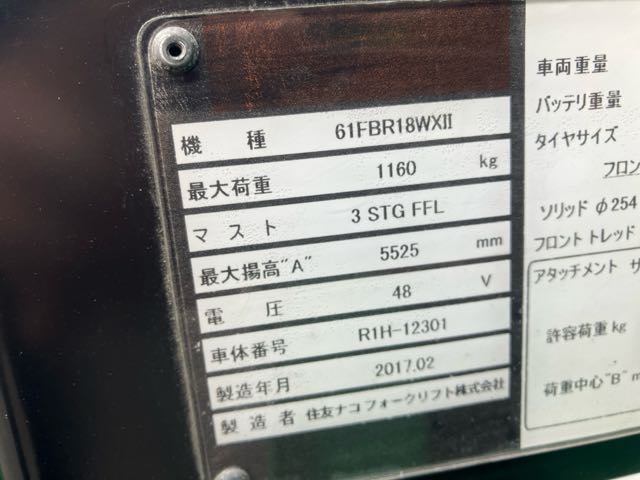 機種 61FBR18WXII
最大荷重 1160 kg
マスト 3 STG FFL
最大揚高"A" 5525 mm
電圧 48 V
車体番号 R1H-12301
製造年月 2017.02
製造者 住友ナコフォークリフト株式会社
車両重量
バッテリ重量
タイヤサイズ
フロン
ソリッド φ254
フロントトレッド
アタッチメント サ
許容荷重 kg
荷重中心"B" m